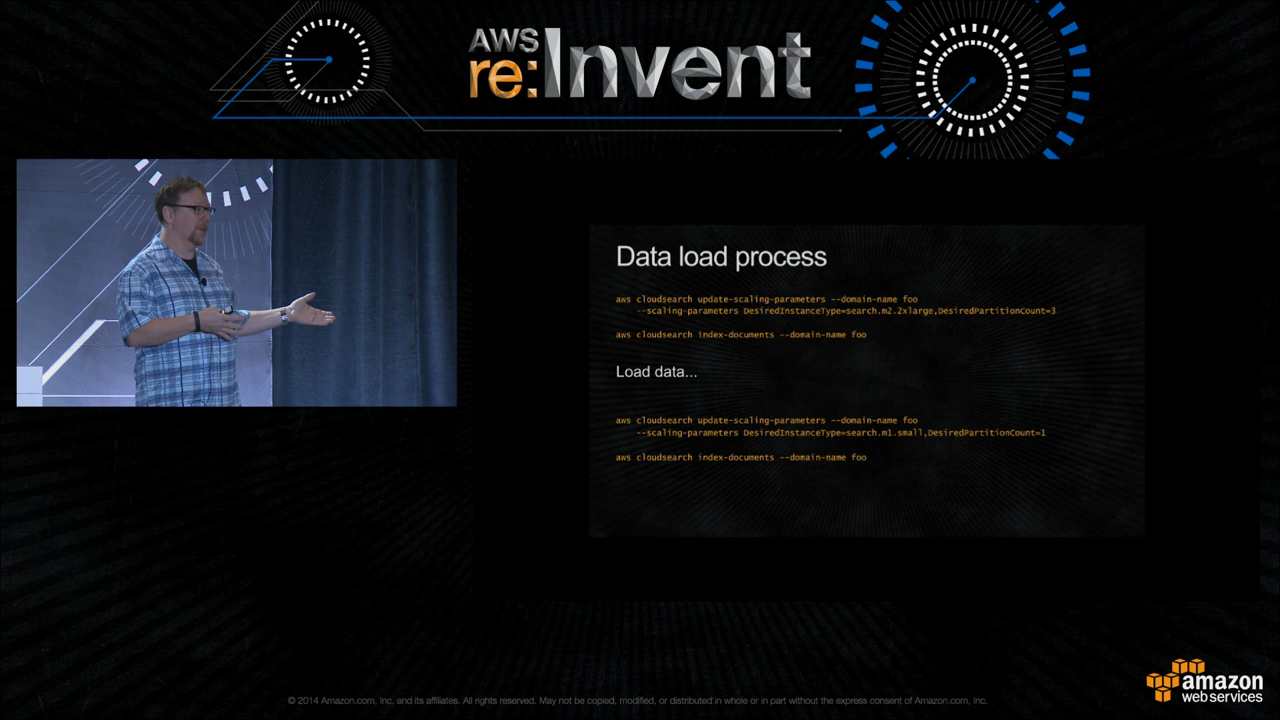 AWS
re:Invent
Data load process
aws cloudsearch update-scaling-parameters --domain-name foo
--scaling-parameters DesiredInstanceType=search.m2.2xlarge,DesiredPartitionCount=3
aws cloudsearch index-documents --domain-name foo
Load data...
aws cloudsearch update-scaling-parameters --domain-name foo
--scaling-parameters DesiredInstanceType=search.m1.small,DesiredPartitionCount=1
aws cloudsearch index-documents --domain-name foo
amazon
web services
© 2014 Amazon.com, Inc. and its affiliates. All rights reserved. May not be copied, modified, or distributed in whole or in part without the express consent of Amazon.com, Inc.